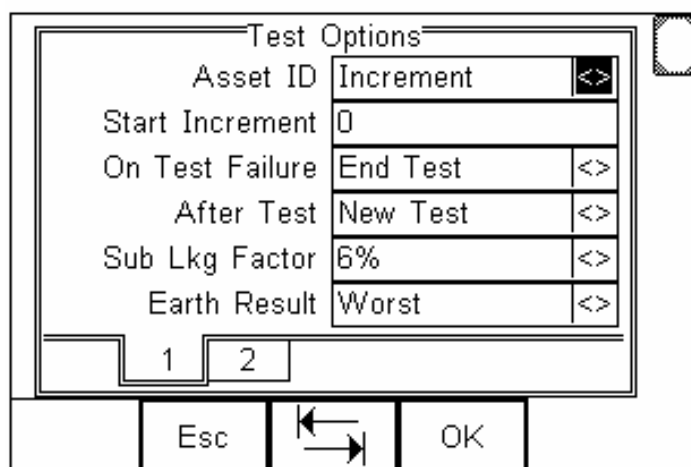 Test Options
Asset ID Increment <>
Start Increment 0
On Test Failure End Test <>
After Test New Test <>
Sub Lkg Factor 6% <>
Earth Result Worst <>
1 2
Esc OK